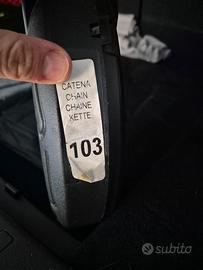 CATENA
CHAIN
CHAINE
KETTE
103
subito